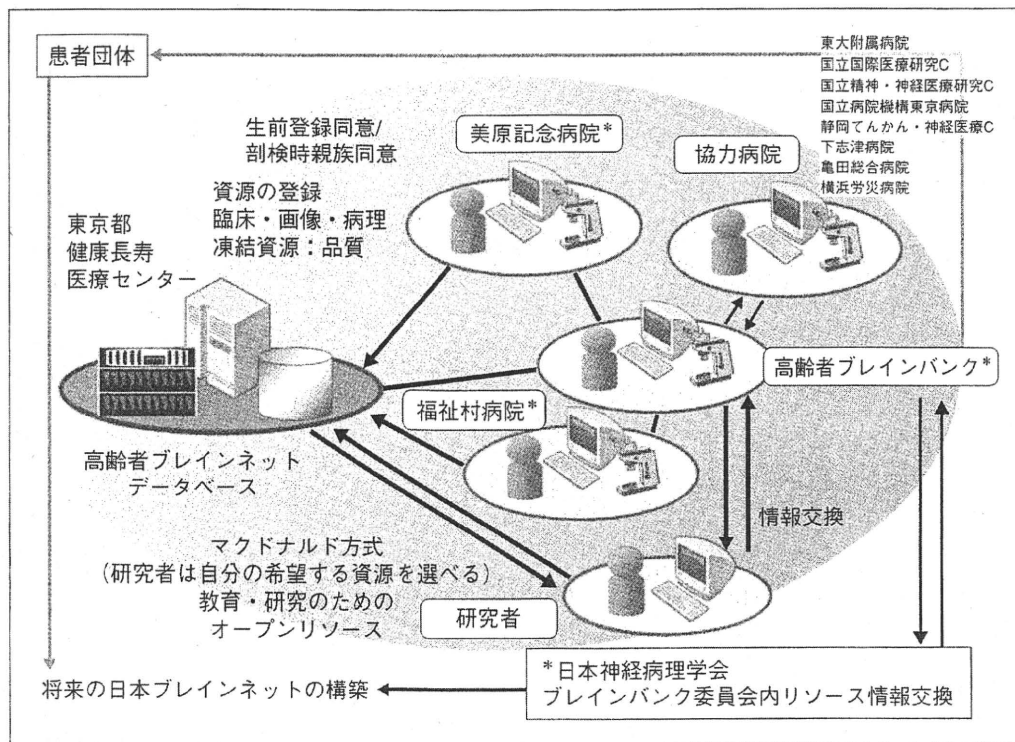 患者団体
東大附属病院
国立国際医療研究C
国立精神・神経医療研究C
国立病院機構東京病院
静岡てんかん・神経医療C
下志津病院
亀田総合病院
横浜労災病院
生前登録同意/
剖検時親族同意
美原記念病院*
協力病院
資源の登録
臨床・画像・病理
凍結資源：品質
東京都
健康長寿
医療センター
高齢者ブレインバンク*
福祉村病院*
高齢者ブレインネット
データベース
情報交換
マクドナルド方式
（研究者は自分の希望する資源を選べる）
教育・研究のための
オープンリソース
研究者
*日本神経病理学会
ブレインバンク委員会内リソース情報交換
将来の日本ブレインネットの構築